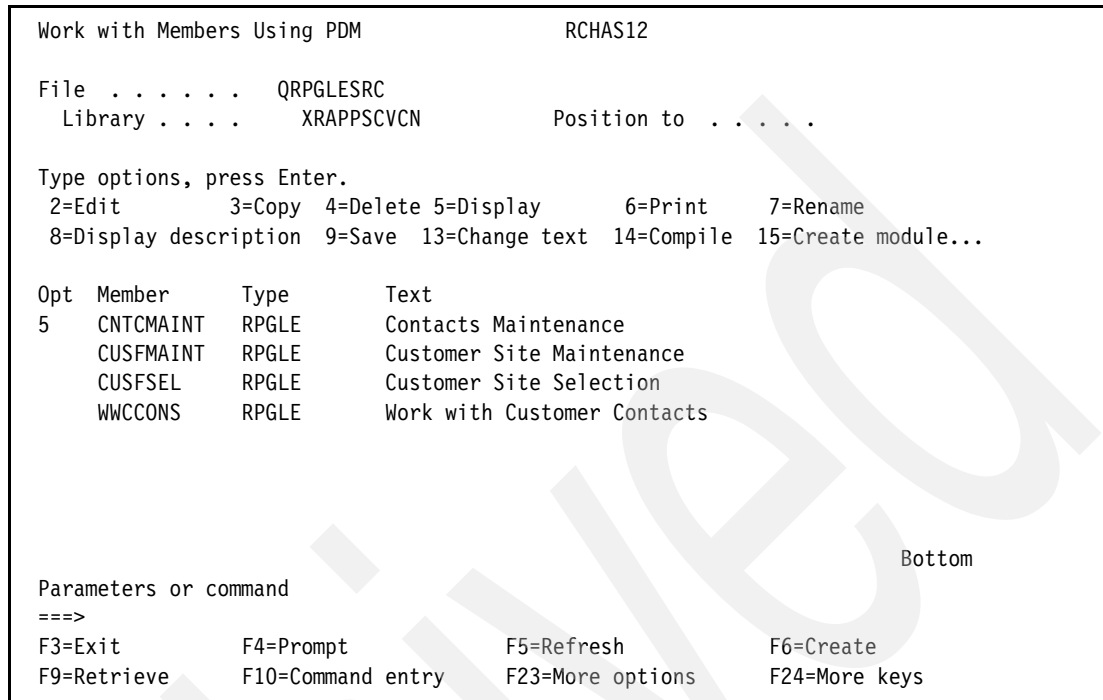 Work with Members Using PDM RCHAS12
File . . . . . . QRPGLESRC
Library . . . . XRAPPSCVCN Position to . . . . .
Type options, press Enter.
2=Edit 3=Copy 4=Delete 5=Display 6=Print 7=Rename
8=Display description 9=Save 13=Change text 14=Compile 15=Create module...
Opt Member Type Text
5 CNTCMAINT RPGLE Contacts Maintenance
CUSFMAINT RPGLE Customer Site Maintenance
CUSFSEL RPGLE Customer Site Selection
WWCCONS RPGLE Work with Customer Contacts
Bottom
Parameters or command
===>
F3=Exit F4=Prompt F5=Refresh F6=Create
F9=Retrieve F10=Command entry F23=More options F24=More keys